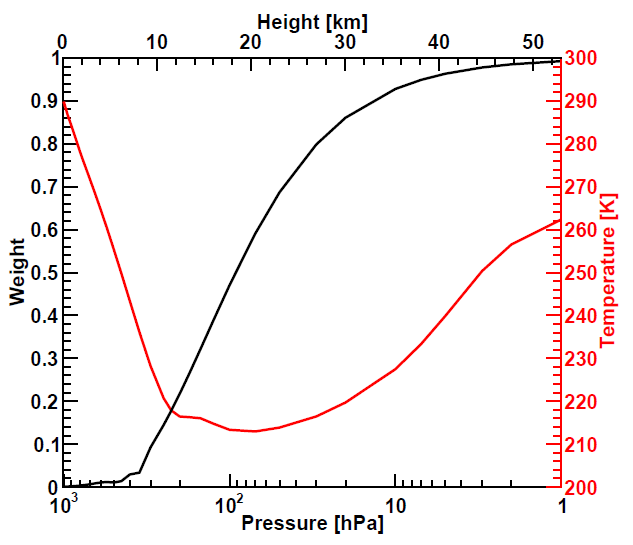 Height [km]
0 10 20 30 40 50
1 300
0.9 290
0.8 280
0.7 270
0.6 260
0.5 250
0.4 240
0.3 230
0.2 220
0.1 210
0 200
Weight
Temperature [K]
10³ 10² 10 1
Pressure [hPa]